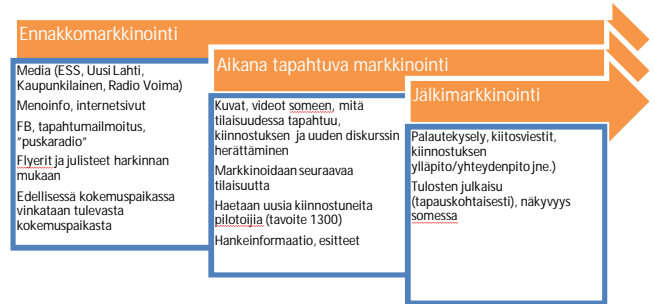 Ennakkomarkkinointi
Media (ESS, Uusi Lahti,
Kaupunkilainen, Radio Voima)
Menoinfo, internetsivut
FB, tapahtumailmoitus,
"puskaradio"
Flyerit ja julisteet harkinnan
mukaan
Edellisessä kokemuspaikassa
vinkataan tulevasta
kokemuspaikasta
Aikana tapahtuva markkinointi
Kuvat, videot someen, mitä
tilaisuudessa tapahtuu,
kiinnostuksen ja uuden diskurssin
herättäminen
Markkinoidaan seuraavaa
tilaisuutta
Haetaan uusia kiinnostuneita
pilotoijia (tavoite 1300)
Hankeinformaatio, esitteet
Jälkimarkkinointi
Palautekysely, kiitosviestit,
kiinnostuksen
ylläpito/yhteydenpito jne.)
Tulosten julkaisu
(tapauskohtaisesti), näkyvyys
somessa